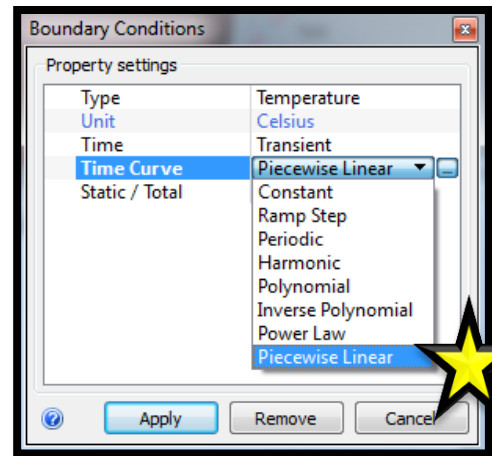 Boundary Conditions
Property settings
Type Temperature
Unit Celsius
Time Transient
Time Curve Piecewise Linear
Static / Total
Constant
Ramp Step
Periodic
Harmonic
Polynomial
Inverse Polynomial
Power Law
Piecewise Linear
Apply Remove Cancel